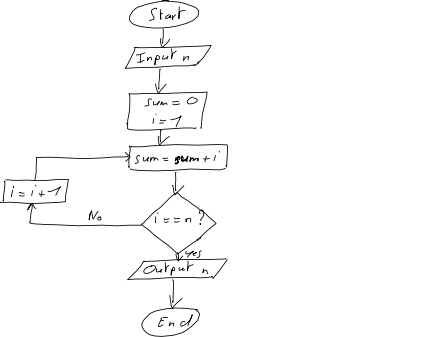 Start
Input n
sum = 0
i = 1
sum = sum + i
i = i + 1
i == n ?
No
yes
Output n
End